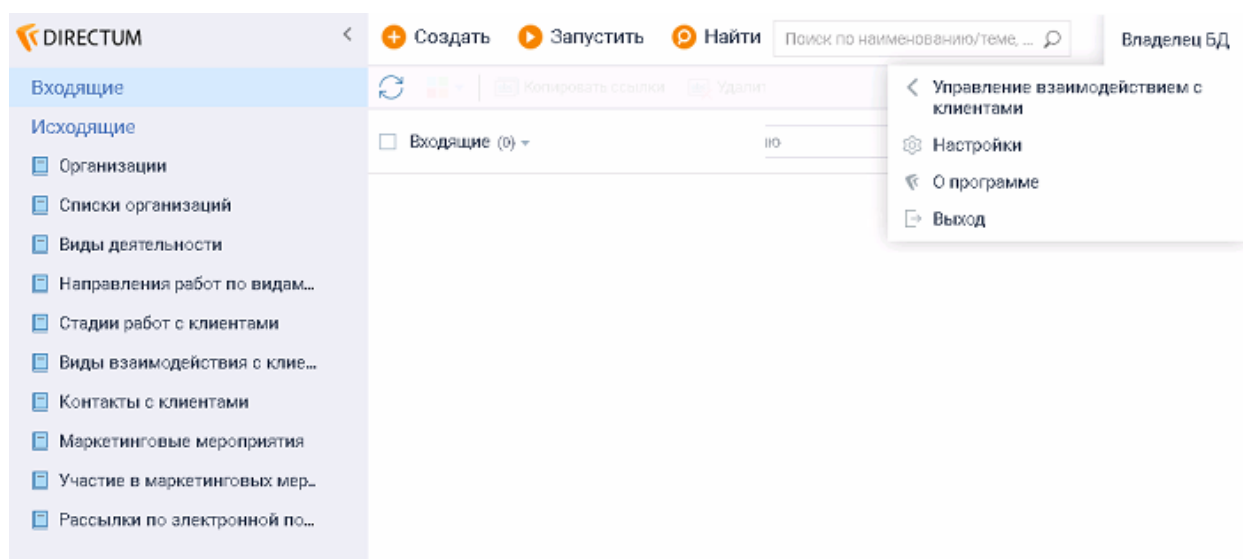 DIRECTUM
Создать
Запустить
Найти
Поиск по наименованию/теме, ...
Владелец БД
Входящие
Исходящие
Организации
Списки организаций
Виды деятельности
Направления работ по видам...
Стадии работ с клиентами
Виды взаимодействия с клие...
Контакты с клиентами
Маркетинговые мероприятия
Участие в маркетинговых мер...
Рассылки по электронной по...
Копировать ссылки
Удалит
Входящие (0)
ию
Управление взаимодействием с
клиентами
Настройки
О программе
Выход